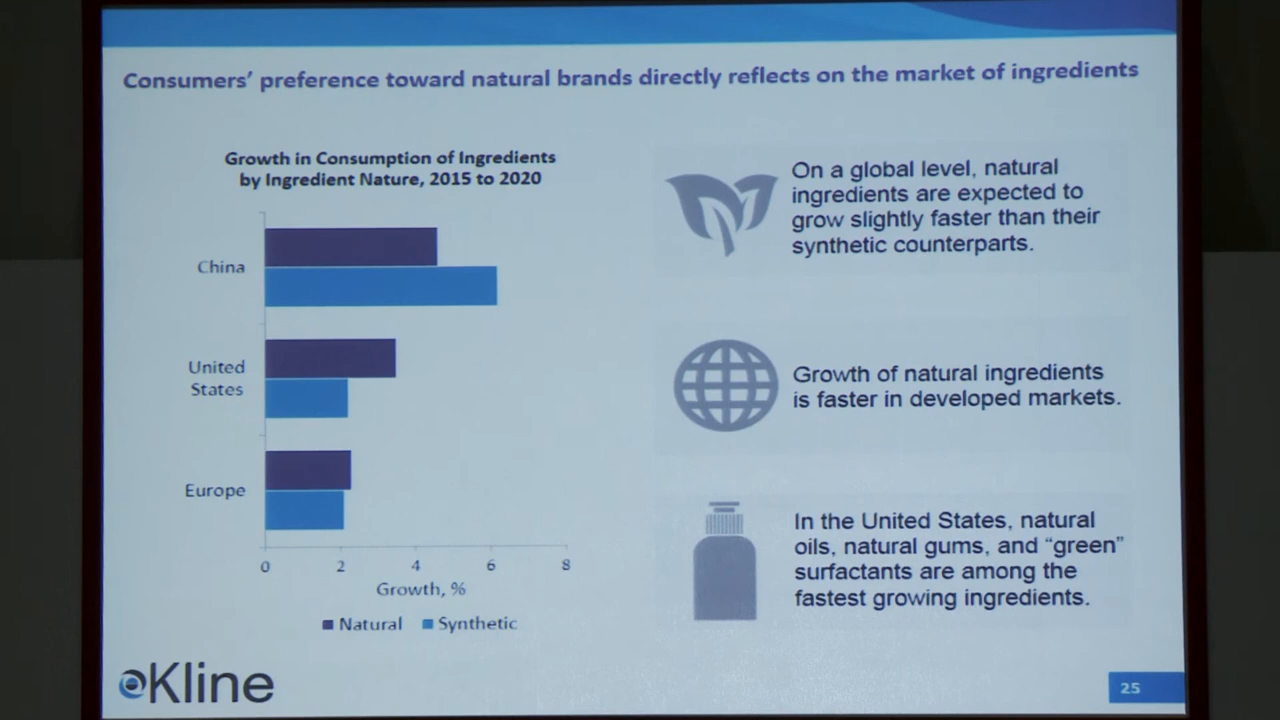 Consumers' preference toward natural brands directly reflects on the market of ingredients
Growth in Consumption of Ingredients
by Ingredient Nature, 2015 to 2020
China
United
States
Europe
0 2 4 6 8
Growth, %
Natural Synthetic
On a global level, natural
ingredients are expected to
grow slightly faster than their
synthetic counterparts.
Growth of natural ingredients
is faster in developed markets.
In the United States, natural
oils, natural gums, and “green”
surfactants are among the
fastest growing ingredients.
Kline
25